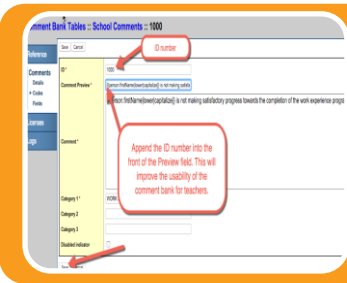 Comment Bank Tables :: School Comments :: 1000
Reference
Save Cancel
ID number
Comments
Details
Codes
Fields
Licenses
Logo
ID *
1000
Comment Preview *
{{person.firstName|lower|capitalize}} is not making satisfa
{{person.firstName|lower|capitalize}} is not making satisfactory progress towards the completion of the work experience progra
Comment *
Append the ID number into the
front of the Preview field. This will
improve the usability of the
comment bank for teachers.
Category 1 *
WORK
Category 2
Category 3
Disabled indicator